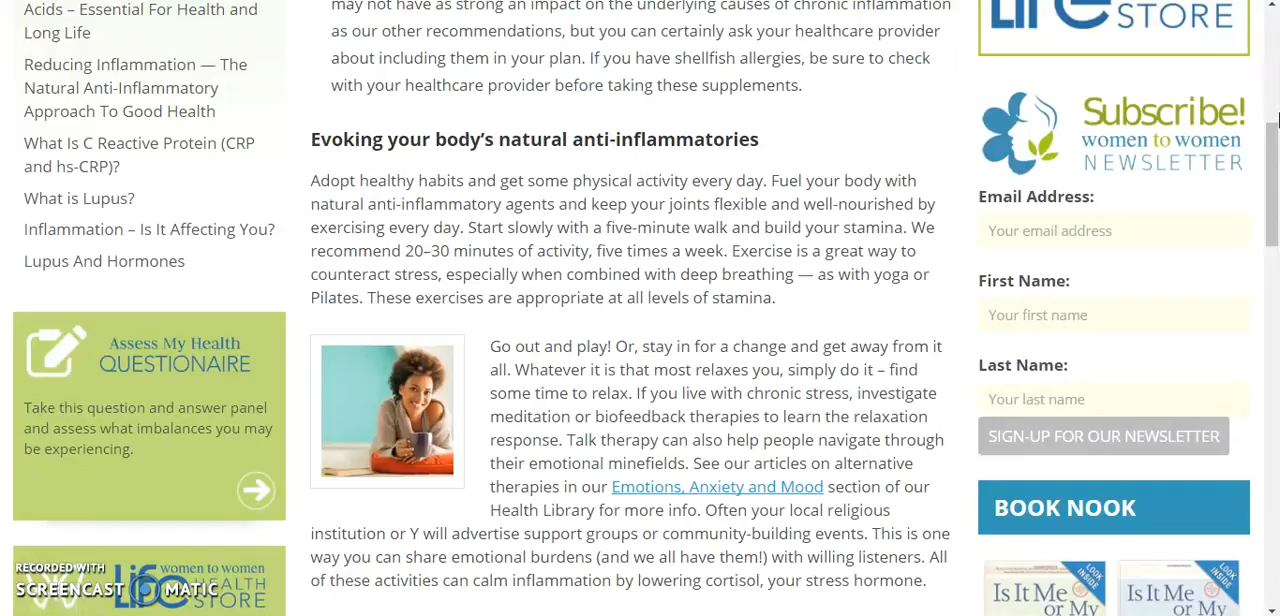 Acids – Essential For Health and
Long Life
Reducing Inflammation — The
Natural Anti-Inflammatory
Approach To Good Health
What Is C Reactive Protein (CRP
and hs-CRP)?
What is Lupus?
Inflammation – Is It Affecting You?
Lupus And Hormones
Assess My Health
QUESTIONAIRE
Take this question and answer panel
and assess what imbalances you may
be experiencing.
RECORDED WITH
SCREENCAST MATIC
women to women
Life HEALTH
STORE
may not have as strong an impact on the underlying causes of chronic inflammation
as our other recommendations, but you can certainly ask your healthcare provider
about including them in your plan. If you have shellfish allergies, be sure to check
with your healthcare provider before taking these supplements.
Evoking your body’s natural anti-inflammatories
Adopt healthy habits and get some physical activity every day. Fuel your body with
natural anti-inflammatory agents and keep your joints flexible and well-nourished by
exercising every day. Start slowly with a five-minute walk and build your stamina. We
recommend 20–30 minutes of activity, five times a week. Exercise is a great way to
counteract stress, especially when combined with deep breathing — as with yoga or
Pilates. These exercises are appropriate at all levels of stamina.
Go out and play! Or, stay in for a change and get away from it
all. Whatever it is that most relaxes you, simply do it – find
some time to relax. If you live with chronic stress, investigate
meditation or biofeedback therapies to learn the relaxation
response. Talk therapy can also help people navigate through
their emotional minefields. See our articles on alternative
therapies in our Emotions, Anxiety and Mood section of our
Health Library for more info. Often your local religious
institution or Y will advertise support groups or community-building events. This is one
way you can share emotional burdens (and we all have them!) with willing listeners. All
of these activities can calm inflammation by lowering cortisol, your stress hormone.
Life STORE
Subscribe!
women to women
NEWSLETTER
Email Address:
Your email address
First Name:
Your first name
Last Name:
Your last name
SIGN-UP FOR OUR NEWSLETTER
BOOK NOOK
LOOK INSIDE
Is It Me
or My
LOOK INSIDE
Is It Me
or My